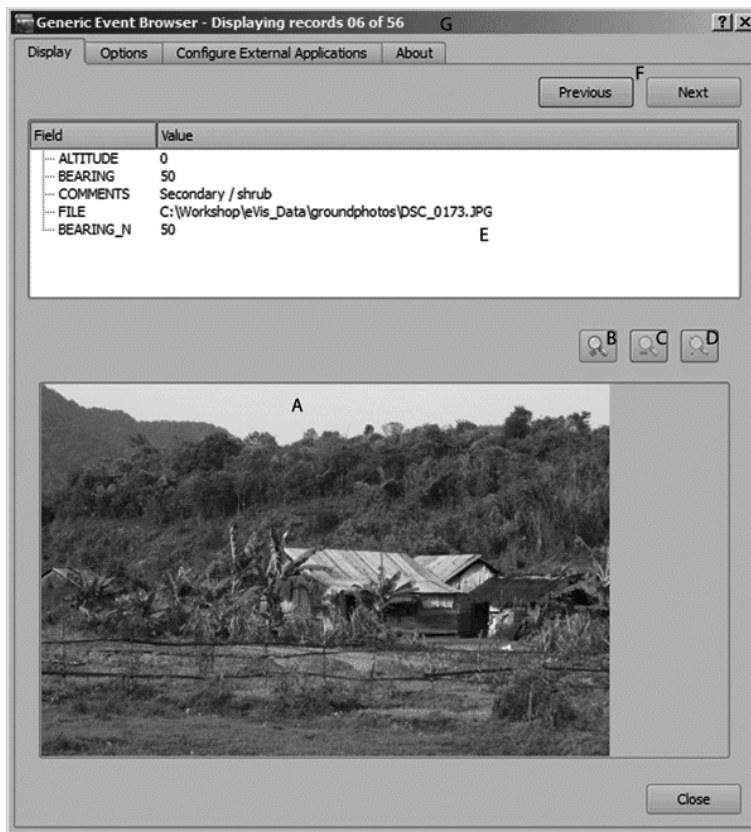 Generic Event Browser - Displaying records 06 of 56 G
Display Options Configure External Applications About
F
Previous Next
Field Value
ALTITUDE 0
BEARING 50
COMMENTS Secondary / shrub
FILE C:\Workshop\eVis_Data\groundphotos\DSC_0173.JPG
BEARING_N 50
E
B C D
A
Close